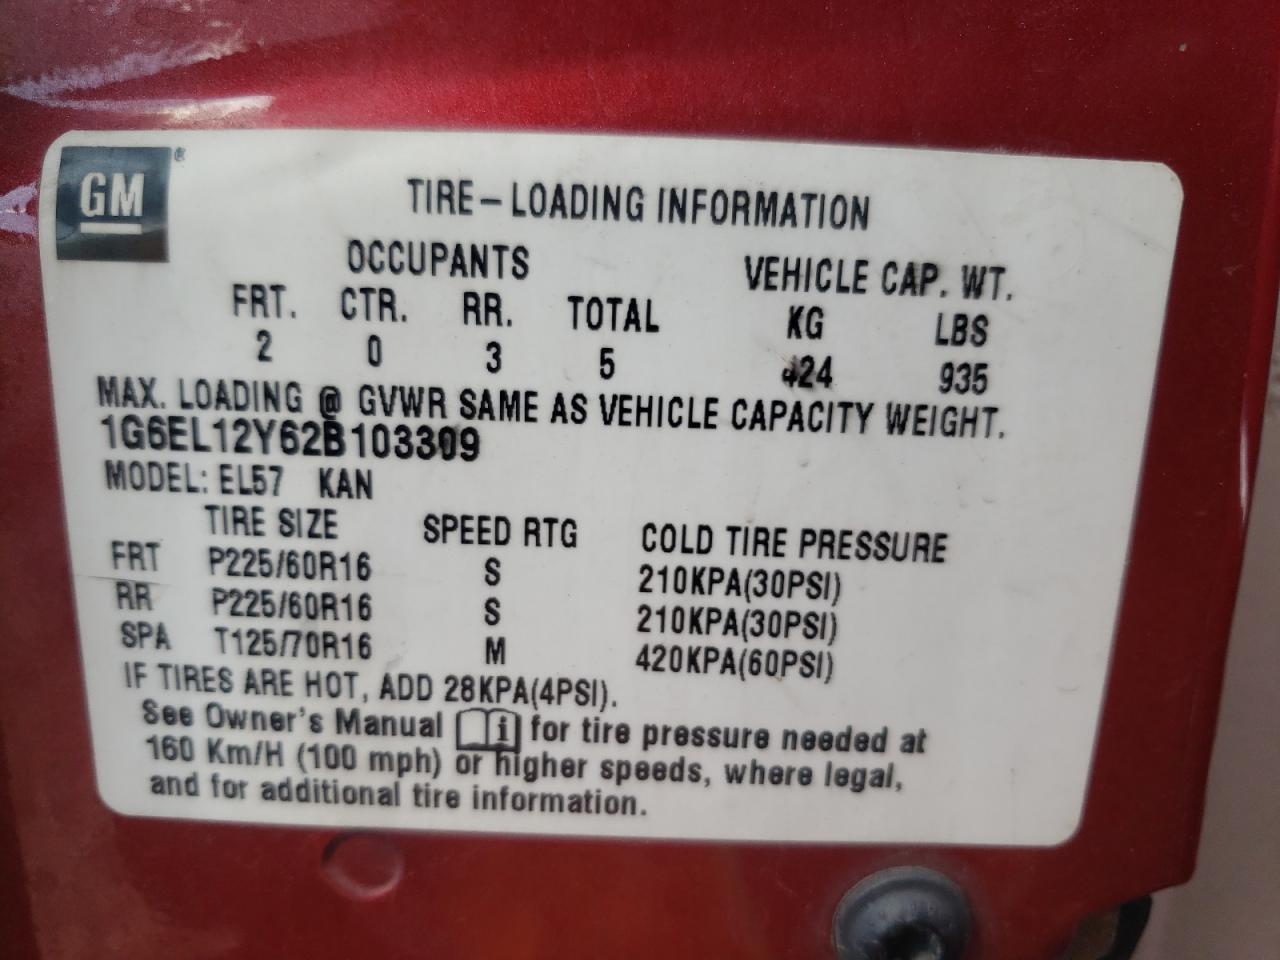 GM ®
TIRE-LOADING INFORMATION
OCCUPANTS VEHICLE CAP. WT.
FRT. CTR. RR. TOTAL KG LBS
2 0 3 5 424 935
MAX. LOADING @ GVWR SAME AS VEHICLE CAPACITY WEIGHT.
1G6EL12Y62B103309
MODEL: EL57 KAN
TIRE SIZE SPEED RTG COLD TIRE PRESSURE
FRT P225/60R16 S 210KPA(30PSI)
RR P225/60R16 S 210KPA(30PSI)
SPA T125/70R16 M 420KPA(60PSI)
IF TIRES ARE HOT, ADD 28KPA(4PSI).
See Owner's Manual i for tire pressure needed at
160 Km/H (100 mph) or higher speeds, where legal,
and for additional tire information.